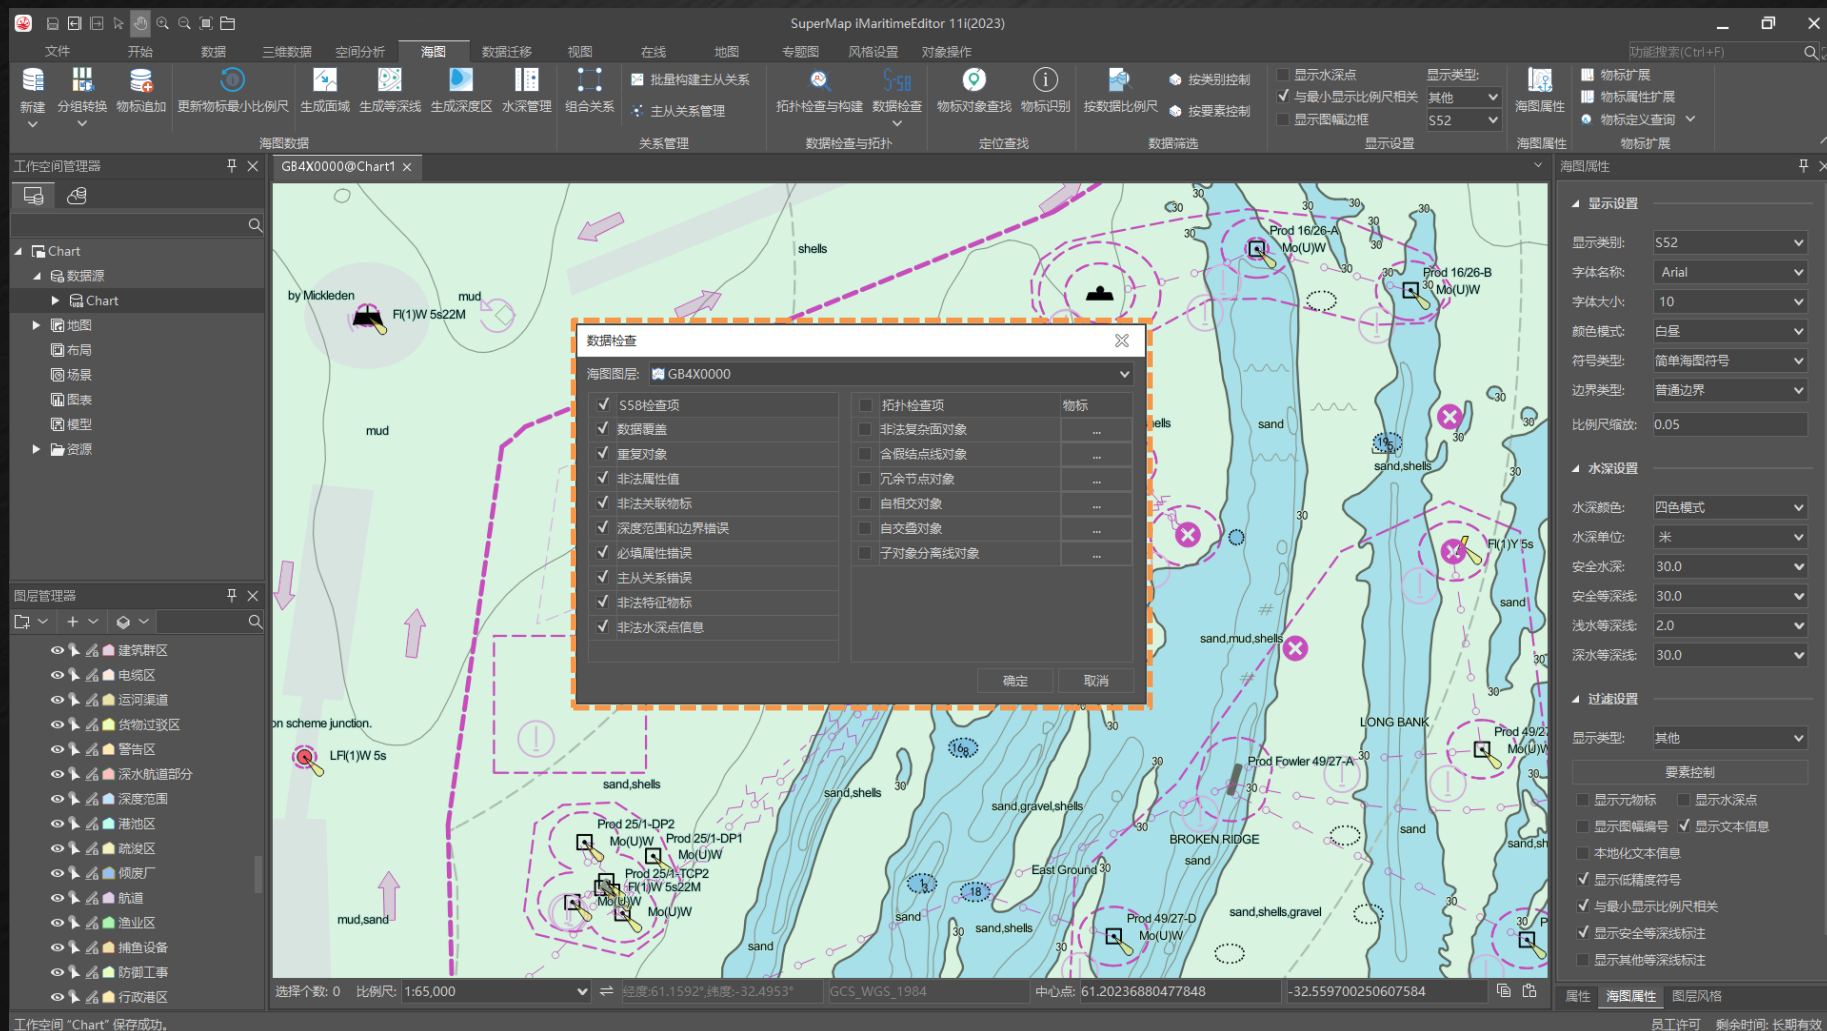 SuperMap iMaritimeEditor 11i(2023)
文件 开始 数据 三维数据 空间分析 海图 数据迁移 视图 在线 地图 专题图 风格设置 对象操作
功能搜索(Ctrl+F)
新建 分组转换 物标追加 更新物标最小比例尺 生成面域 生成等深线 生成深度区 水深管理 组合关系
批量构建主从关系
主从关系管理
拓扑检查与构建 数据检查 物标对象查找 物标识别 按数据比例尺
按类别控制
按要素控制
显示水深点
与最小显示比例尺相关
显示图幅边框
显示类型:
其他
S52
海图属性
物标扩展
物标属性扩展
物标定义查询
海图数据 关系管理 数据检查与拓扑 定位查找 数据筛选 显示设置 海图属性 物标扩展
工作空间管理器
Chart
数据源
Chart
地图
布局
场景
图表
模型
资源
图层管理器
建筑群区
电缆区
运河渠道
货物过驳区
警告区
深水航道部分
深度范围
港池区
疏浚区
倾废厂
航道
渔业区
捕鱼设备
防御工事
行政港区
GB4X0000@Chart1
shells
by Mickleden
mud
Fl(1)W 5s22M
Prod 16/26-A
Mo(U)W
Prod 16/26-B
Mo(U)W
30
mud
sand
sand,shells
Fl(1)Y 5s
sand
sand,mud,shells
LONG BANK
on scheme junction.
LFl(1)W 5s
sand,shells
sand,shells
sand,gravel,shells
Prod Fowler 49/27-A
BROKEN RIDGE
sand
sand
East Ground
Prod 25/1-DP2
Mo(U)W
Prod 25/1-DP1
Mo(U)W
Prod 25/1-TCP2
Fl(1)W 5s22M
Mo(U)W
Mo(U)W
mud,sand
18
sand
sand,shells
sand
Prod 49/27-D
Mo(U)W
sand,shells,gravel
数据检查
海图图层: GB4X0000
S58检查项
数据覆盖
重复对象
非法属性值
非法关联物标
深度范围和边界错误
必填属性错误
主从关系错误
非法特征物标
非法水深点信息
拓扑检查项 物标
非法复杂面对象 ...
含假结点线对象 ...
冗余节点对象 ...
自相交对象 ...
自交叠对象 ...
子对象分离线对象 ...
确定 取消
选择个数: 0 比例尺: 1:65,000 经度:61.1592°,纬度:-32.4953° GCS_WGS_1984 中心点: 61.20236880477848 -32.559700250607584
海图属性
显示设置
显示类别: S52
字体名称: Arial
字体大小: 10
颜色模式: 白昼
符号类型: 简单海图符号
边界类型: 普通边界
比例尺缩放: 0.05
水深设置
水深颜色: 四色模式
水深单位: 米
安全水深: 30.0
安全等深线: 30.0
浅水等深线: 2.0
深水等深线: 30.0
过滤设置
显示类型: 其他
要素控制
显示元物标 显示水深点
显示图幅编号 显示文本信息
本地化文本信息
显示低精度符号
与最小显示比例尺相关
显示安全等深线标注
显示其他等深线标注
属性 海图属性 图层风格
工作空间 "Chart" 保存成功。
员工许可 剩余时间: 长期有效